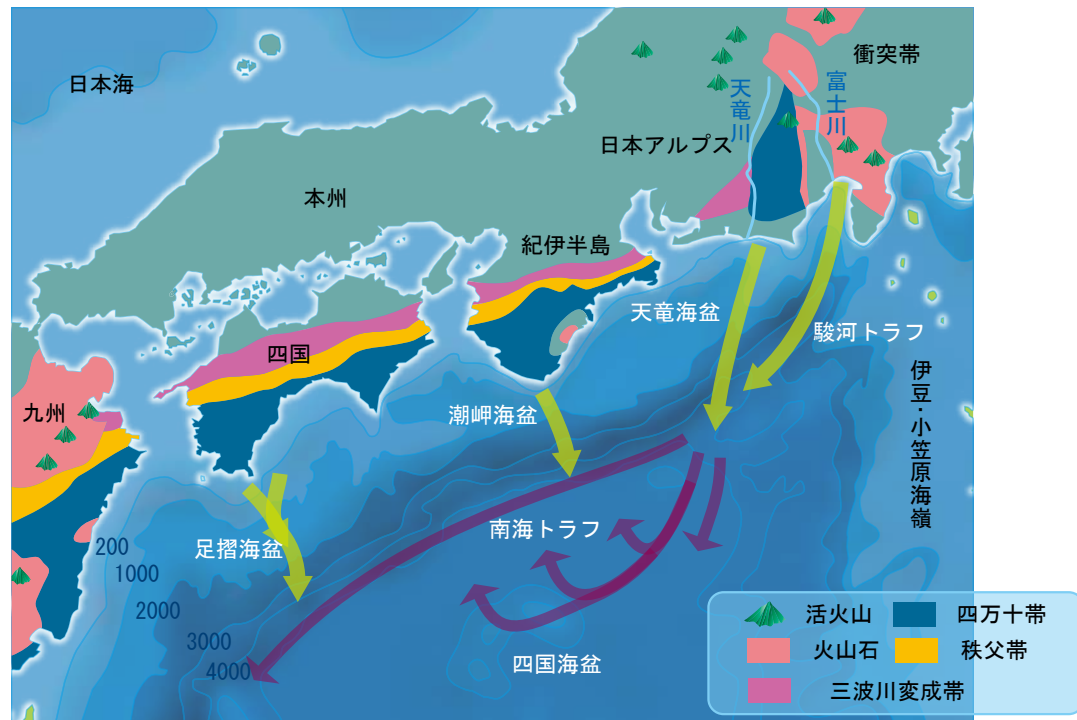 日本海
衝突帯
天竜川
富士川
日本アルプス
本州
紀伊半島
天竜海盆
駿河トラフ
四国
伊豆・小笠原海嶺
九州
潮岬海盆
南海トラフ
足摺海盆
200
1000
2000
3000
4000
四国海盆
活火山
四万十帯
火山石
秩父帯
三波川変成帯